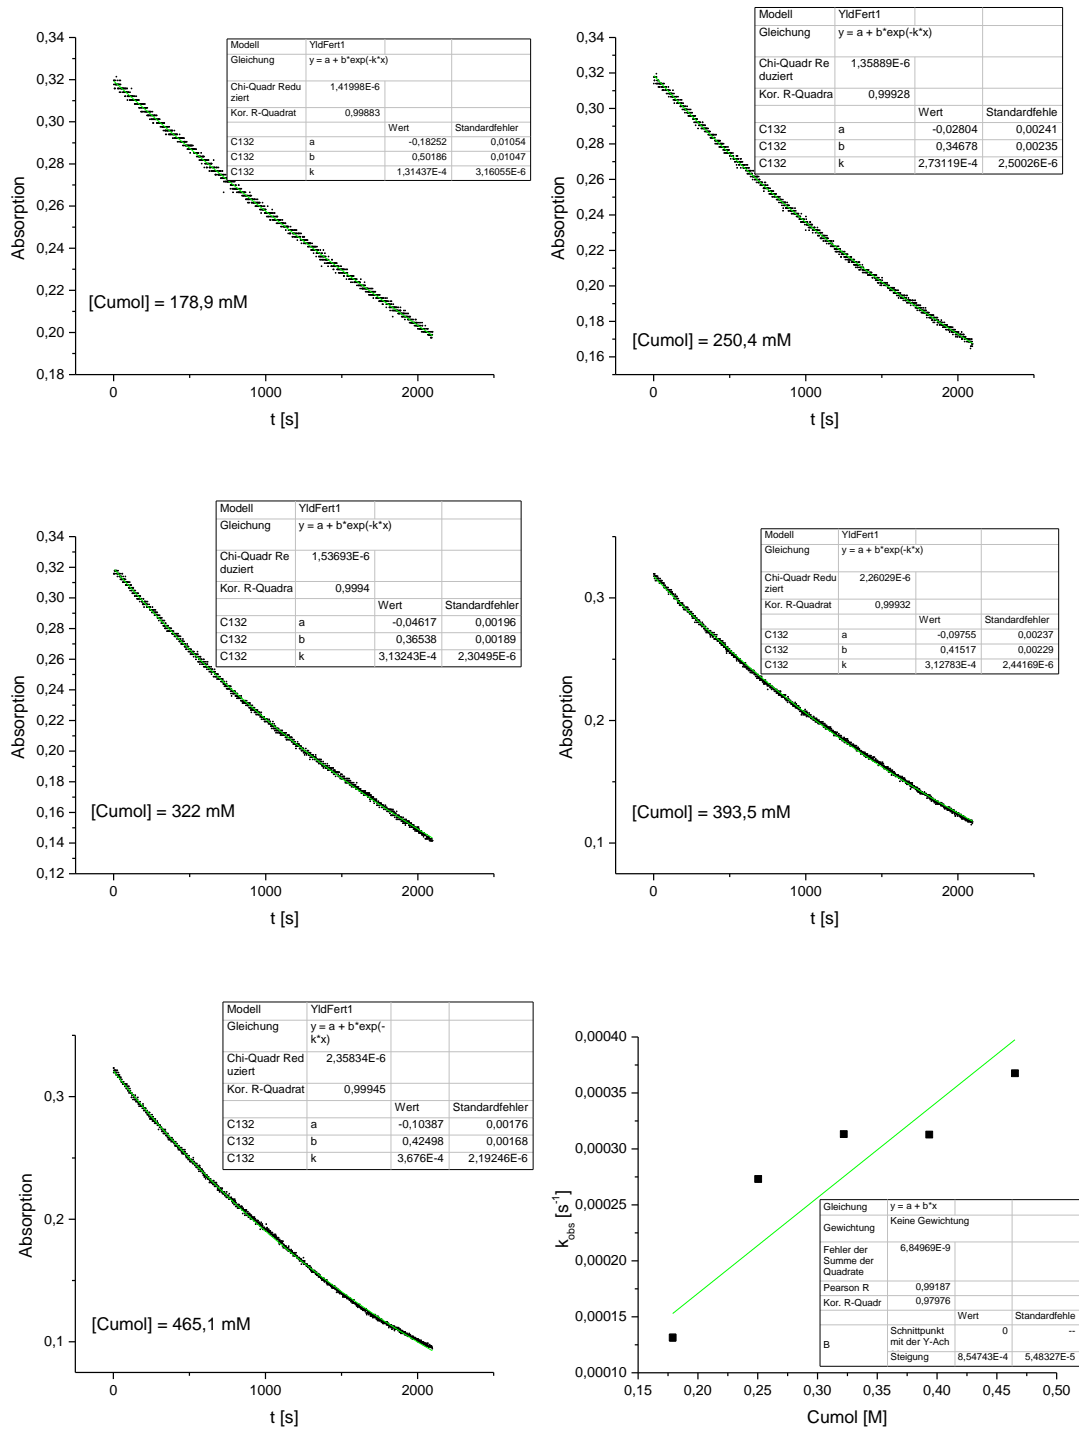 0,34
0,32
0,30
0,28
0,26
0,24
0,22
0,20
0,18
Absorption
Modell YldFert1
Gleichung y = a + b*exp(-k*x)
Chi-Quadr Redu
ziert
1,41998E-6
Kor. R-Quadrat 0,99883
Wert Standardfehler
C132 a -0,18252 0,01054
C132 b 0,50186 0,01047
C132 k 1,31437E-4 3,16055E-6
[Cumol] = 178,9 mM
0 1000 2000
t [s]
0,34
0,32
0,30
0,28
0,26
0,24
0,22
0,20
0,18
0,16
Absorption
Modell YldFert1
Gleichung y = a + b*exp(-k*x)
Chi-Quadr Re
duziert
1,35889E-6
Kor. R-Quadra 0,99928
Wert Standardfehle
C132 a -0,02804 0,00241
C132 b 0,34678 0,00235
C132 k 2,73119E-4 2,50026E-6
[Cumol] = 250,4 mM
0 1000 2000
t [s]
0,34
0,32
0,30
0,28
0,26
0,24
0,22
0,20
0,18
0,16
0,14
0,12
Absorption
Modell YldFert1
Gleichung y = a + b*exp(-k*x)
Chi-Quadr Re
duziert
1,53693E-6
Kor. R-Quadra 0,9994
Wert Standardfehler
C132 a -0,04617 0,00196
C132 b 0,36538 0,00189
C132 k 3,13243E-4 2,30495E-6
[Cumol] = 322 mM
0 1000 2000
t [s]
0,3
0,2
0,1
Absorption
Modell YldFert1
Gleichung y = a + b*exp(-k*x)
Chi-Quadr Redu
ziert
2,26029E-6
Kor. R-Quadrat 0,99932
Wert Standardfehler
C132 a -0,09755 0,00237
C132 b 0,41517 0,00229
C132 k 3,12783E-4 2,44169E-6
[Cumol] = 393,5 mM
0 1000 2000
t [s]
0,3
0,2
0,1
Absorption
Modell YldFert1
Gleichung y = a + b*exp(-
k*x)
Chi-Quadr Red
uziert
2,35834E-6
Kor. R-Quadrat 0,99945
Wert Standardfehler
C132 a -0,10387 0,00176
C132 b 0,42498 0,00168
C132 k 3,676E-4 2,19246E-6
[Cumol] = 465,1 mM
0 1000 2000
t [s]
0,00040
0,00035
0,00030
0,00025
0,00020
0,00015
0,00010
k_obs [s⁻¹]
Gleichung y = a + b*x
Gewichtung Keine Gewichtung
Fehler der
Summe der
Quadrate
6,84969E-9
Pearson R 0,99187
Kor. R-Quadr 0,97976
Wert Standardfehle
B
Schnittpunkt
mit der Y-Ach
0 --
Steigung 8,54743E-4 5,48327E-5
0,15 0,20 0,25 0,30 0,35 0,40 0,45 0,50
Cumol [M]